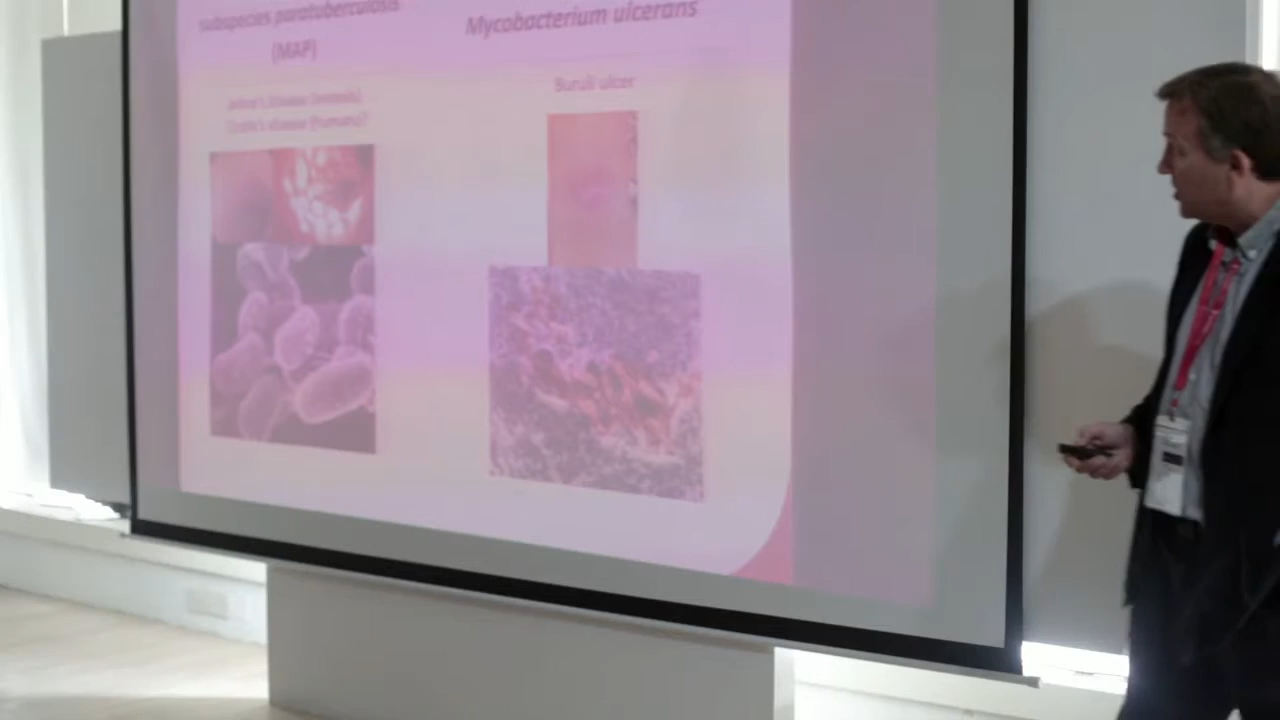 subspecies paratuberculosis
(MAP)
Johne's disease (animals),
Crohn's disease (humans)?
Mycobacterium ulcerans
Buruli ulcer